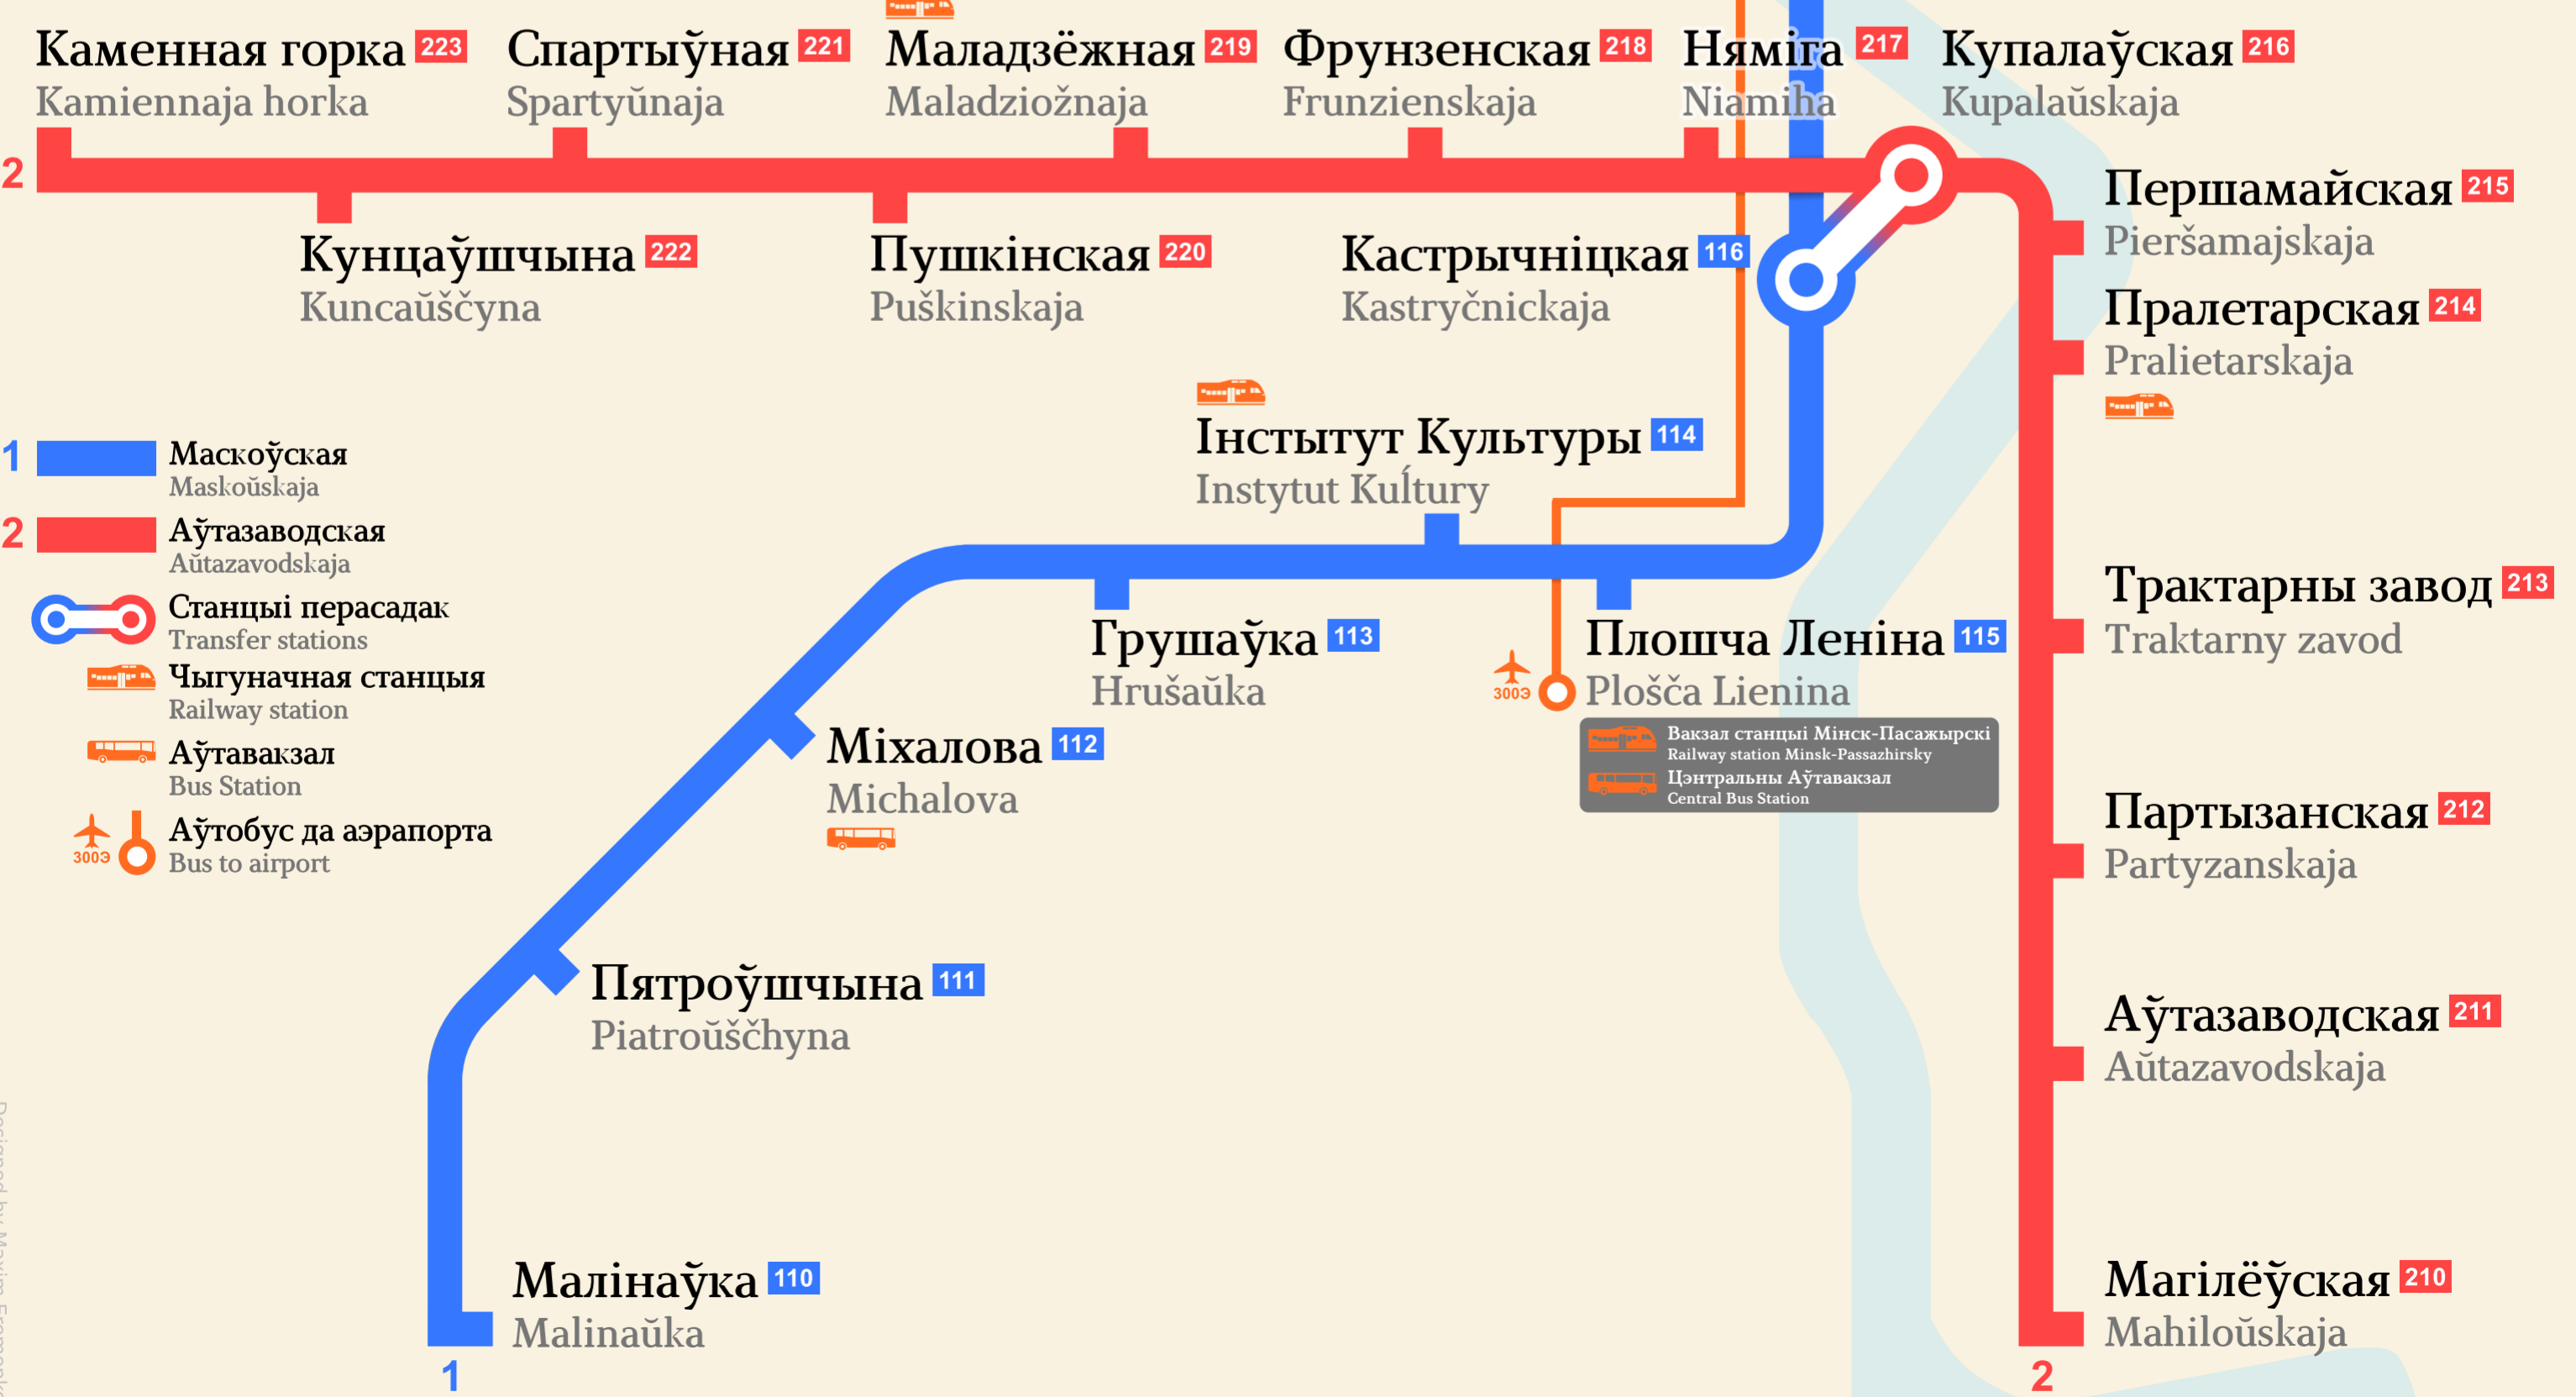 Каменная горка 223
Kamiennaja horka
Спартыўная 221
Spartyŭnaja
Маладзёжная 219
Maladziožnaja
Фрунзенская 218
Frunzienskaja
Няміга 217
Niamiha
Купалаўская 216
Kupalaŭskaja
2
Кунцаўшчына 222
Kuncaŭščyna
Пушкінская 220
Puškinskaja
Кастрычніцкая 116
Kastryčnickaja
Першамайская 215
Pieršamajskaja
Пралетарская 214
Pralietarskaja
Інстытут Культуры 114
Instytut Kuĺtury
1
Маскоўская
Maskoŭskaja
2
Аўтазаводская
Aŭtazavodskaja
Станцыі перасадак
Transfer stations
Чыгуначная станцыя
Railway station
Аўтавакзал
Bus Station
300Э
Аўтобус да аэрапорта
Bus to airport
Грушаўка 113
Hrušaŭka
300Э
Плошча Леніна 115
Plošča Lienina
Вакзал станцыі Мінск-Пасажырскі
Railway station Minsk-Passazhirsky
Цэнтральны Аўтавакзал
Central Bus Station
Трактарны завод 213
Traktarny zavod
Міхалова 112
Michalova
Партызанская 212
Partyzanskaja
Пятроўшчына 111
Piatroŭščhyna
Аўтазаводская 211
Aŭtazavodskaja
Малінаўка 110
Malinaŭka
1
Магілёўская 210
Mahiloŭskaja
2
Designed by Maxim